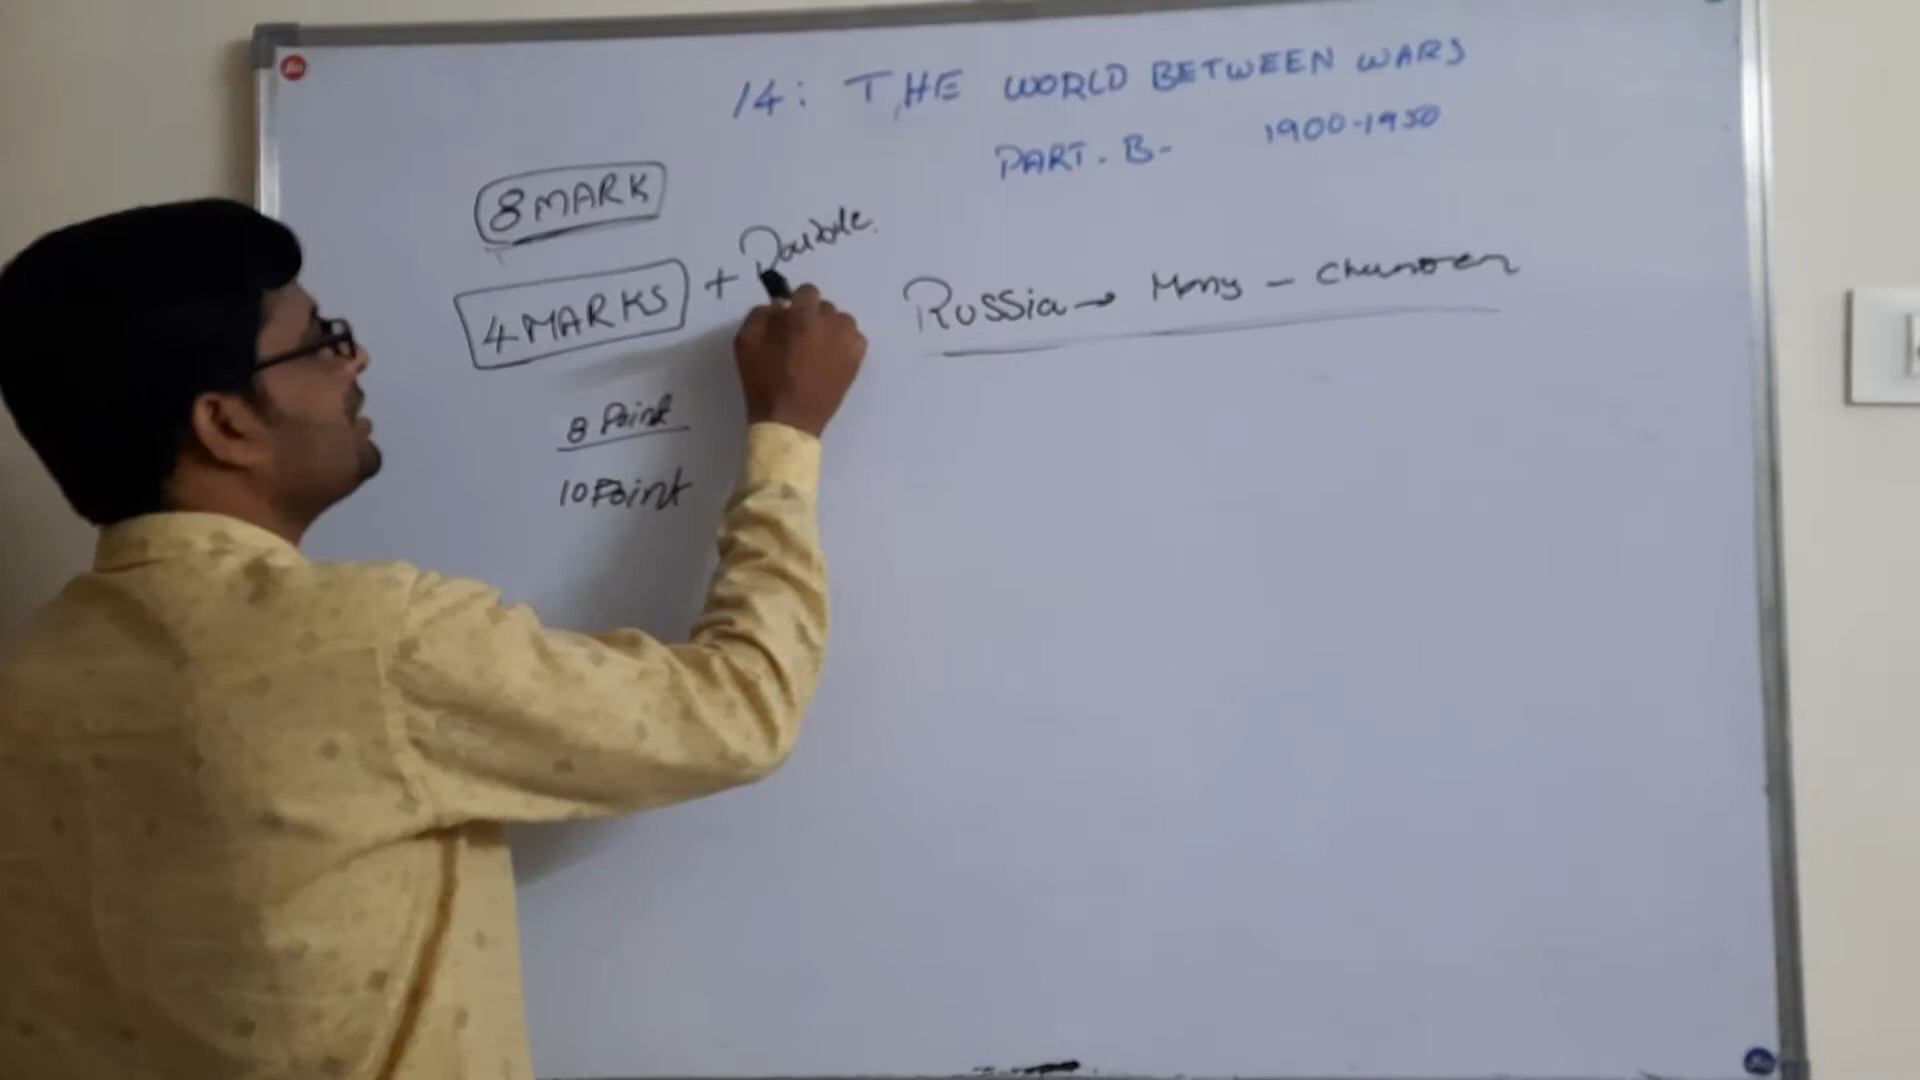 14: THE WORLD BETWEEN WARS
PART-B- 1900-1950
8 MARK
4 MARKS + Double.
Russia → Many -
8 Point
10 Point